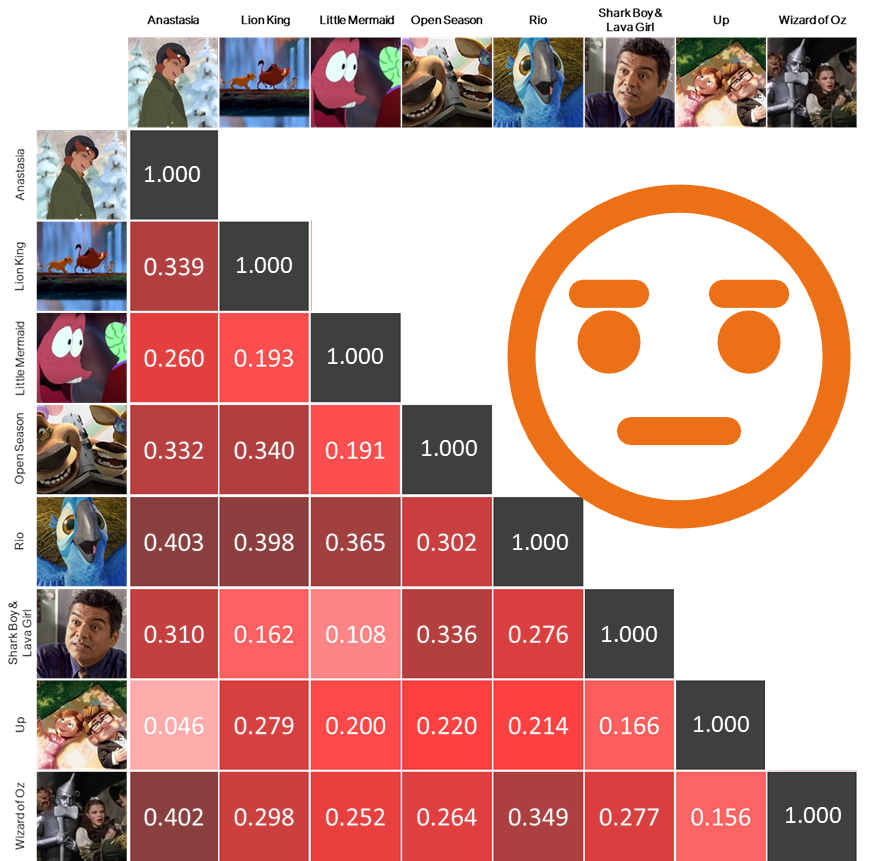 Anastasia Lion King Little Mermaid Open Season Rio Shark Boy & Lava Girl Up Wizard of Oz
Anastasia 1.000
Lion King 0.339 1.000
Little Mermaid 0.260 0.193 1.000
Open Season 0.332 0.340 0.191 1.000
Rio 0.403 0.398 0.365 0.302 1.000
Shark Boy & Lava Girl 0.310 0.162 0.108 0.336 0.276 1.000
Up 0.046 0.279 0.200 0.220 0.214 0.166 1.000
Wizard of Oz 0.402 0.298 0.252 0.264 0.349 0.277 0.156 1.000